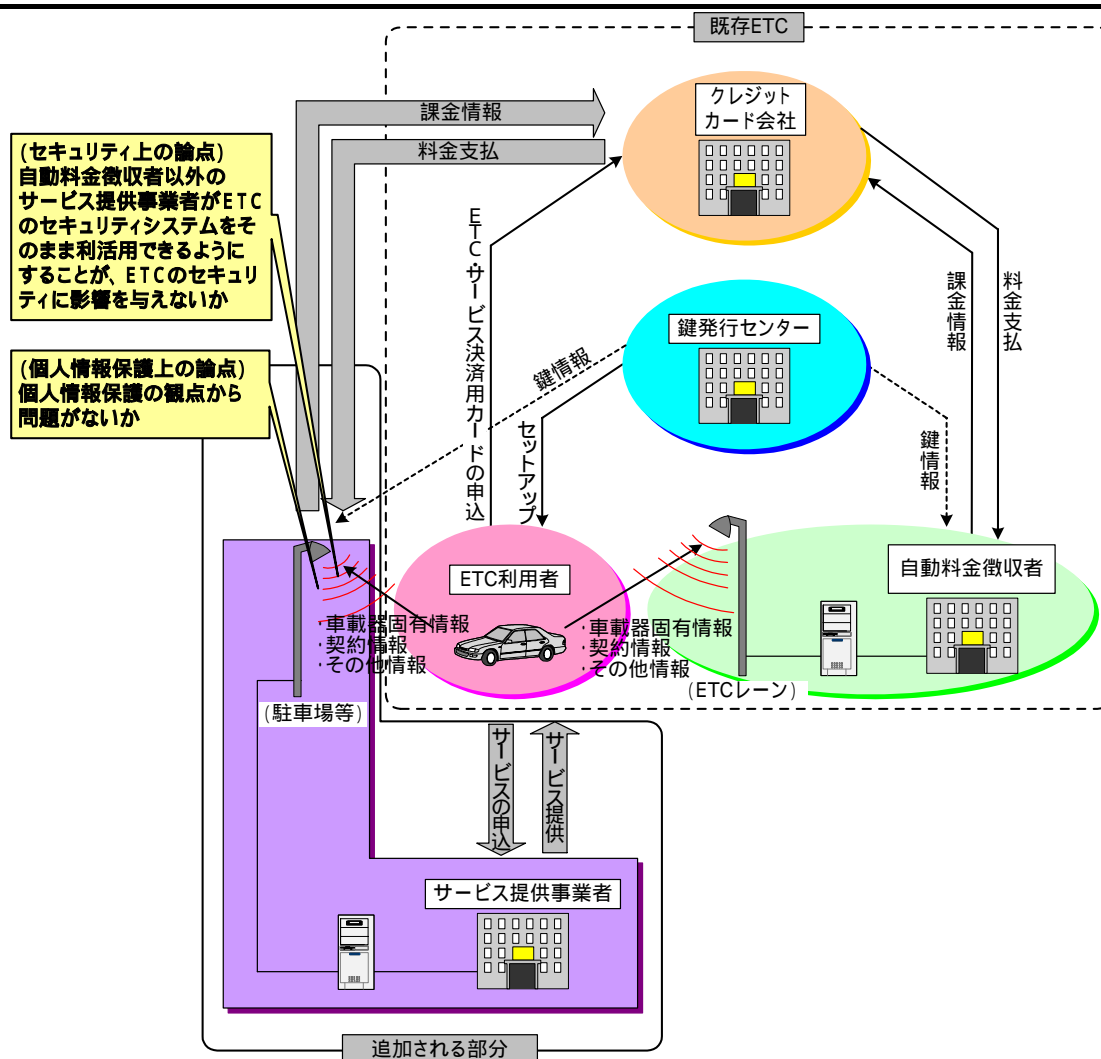 既存ETC
クレジット
カード会社
課金情報
料金支払
(セキュリティ上の論点)
自動料金徴収者以外の
サービス提供事業者がETC
のセキュリティシステムをそ
のまま利活用できるように
することが、ETCのセキュリ
ティに影響を与えないか
(個人情報保護上の論点)
個人情報保護の観点から
問題がないか
ETC・サービス決済用カードの申込
鍵発行センター
鍵情報
セットアップ
課金情報
料金支払
鍵情報
ETC利用者
自動料金徴収者
・車載器固有情報
・契約情報
・その他情報
・車載器固有情報
・契約情報
・その他情報
(ETCレーン)
(駐車場等)
サービスの申込
サービス提供
サービス提供事業者
追加される部分